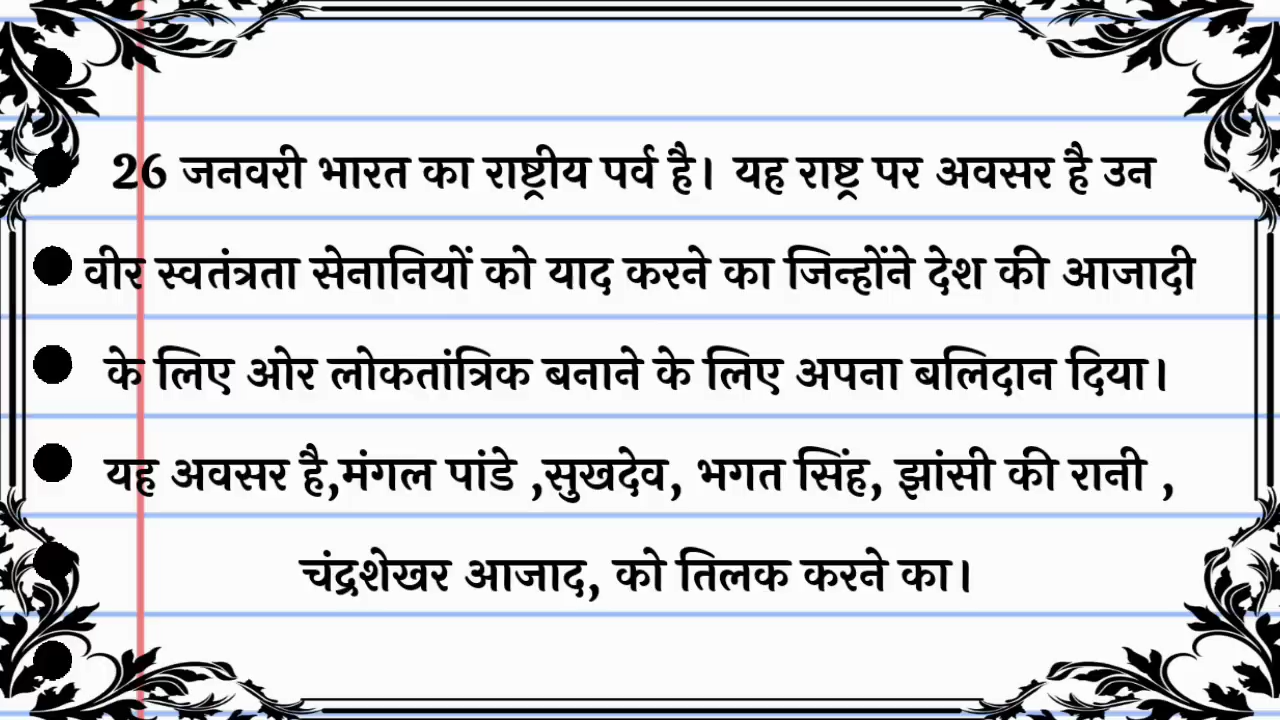 26 जनवरी भारत का राष्ट्रीय पर्व है। यह राष्ट्र पर अवसर है उन
वीर स्वतंत्रता सेनानियों को याद करने का जिन्होंने देश की आजादी
के लिए ओर लोकतांत्रिक बनाने के लिए अपना बलिदान दिया।
यह अवसर है,मंगल पांडे ,सुखदेव, भगत सिंह, झांसी की रानी ,
चंद्रशेखर आजाद, को तिलक करने का।